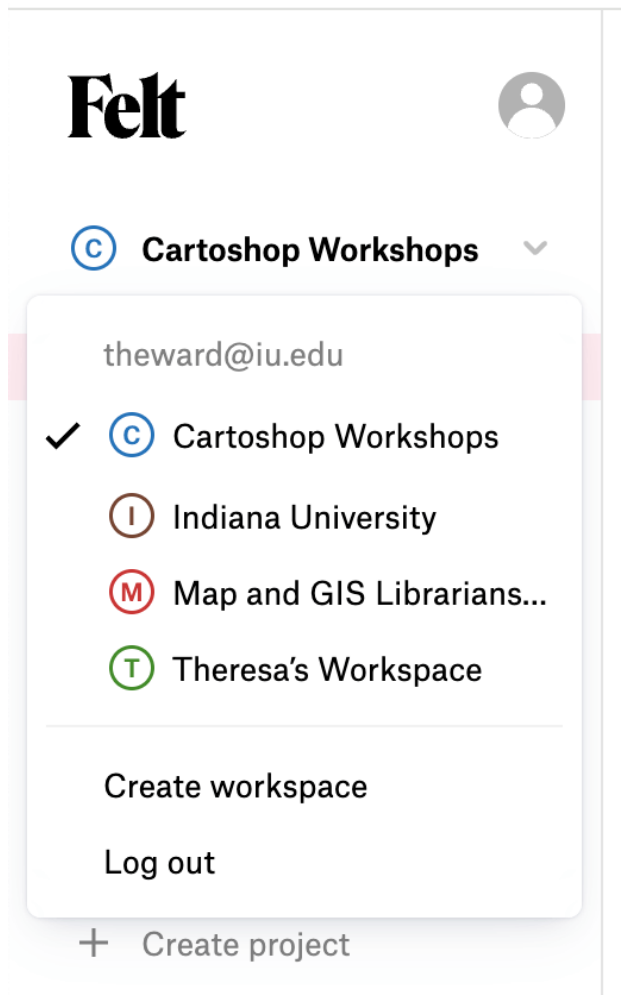 Felt
C Cartoshop Workshops
theward@iu.edu
C Cartoshop Workshops
I Indiana University
M Map and GIS Librarians...
T Theresa’s Workspace
Create workspace
Log out
+ Create project